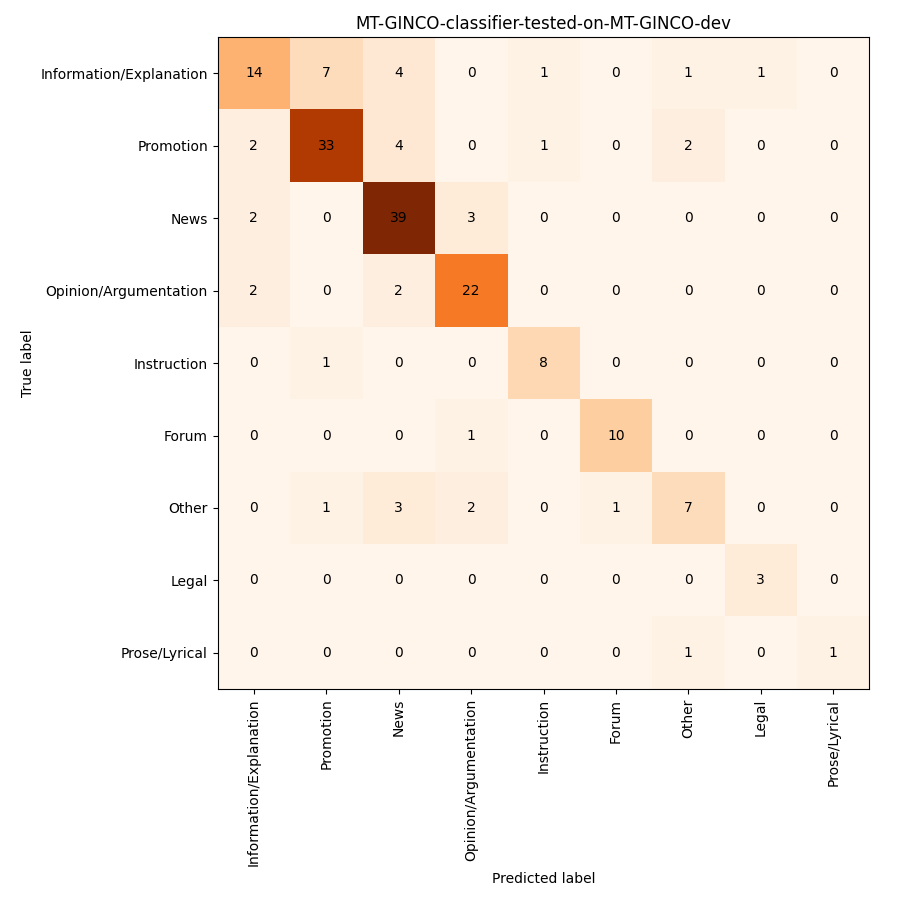 MT-GINCO-classifier-tested-on-MT-GINCO-dev
True label
Information/Explanation 14 7 4 0 1 0 1 1 0
Promotion 2 33 4 0 1 0 2 0 0
News 2 0 39 3 0 0 0 0 0
Opinion/Argumentation 2 0 2 22 0 0 0 0 0
Instruction 0 1 0 0 8 0 0 0 0
Forum 0 0 0 1 0 10 0 0 0
Other 0 1 3 2 0 1 7 0 0
Legal 0 0 0 0 0 0 0 3 0
Prose/Lyrical 0 0 0 0 0 0 1 0 1
Information/Explanation
Promotion
News
Opinion/Argumentation
Instruction
Forum
Other
Legal
Prose/Lyrical
Predicted label